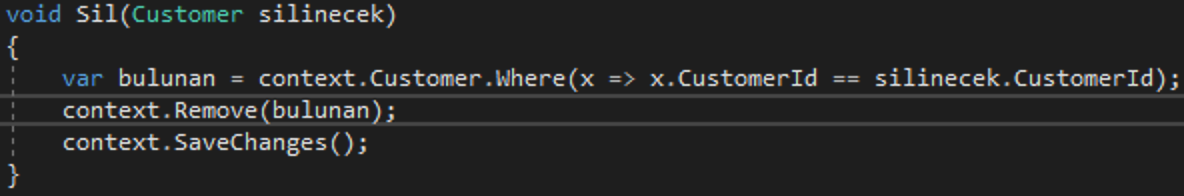 void Sil(Customer silinecek)
{
var bulunan = context.Customer.Where(x => x.CustomerId == silinecek.CustomerId);
context.Remove(bulunan);
context.SaveChanges();
}